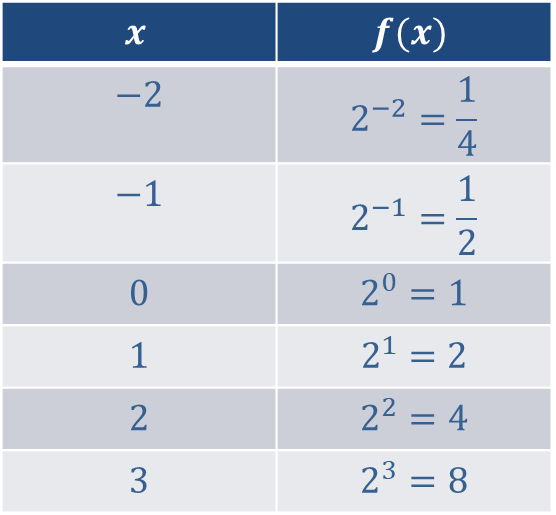 x f(x)
−2 2⁻² = 1/4
−1 2⁻¹ = 1/2
0 2⁰ = 1
1 2¹ = 2
2 2² = 4
3 2³ = 8